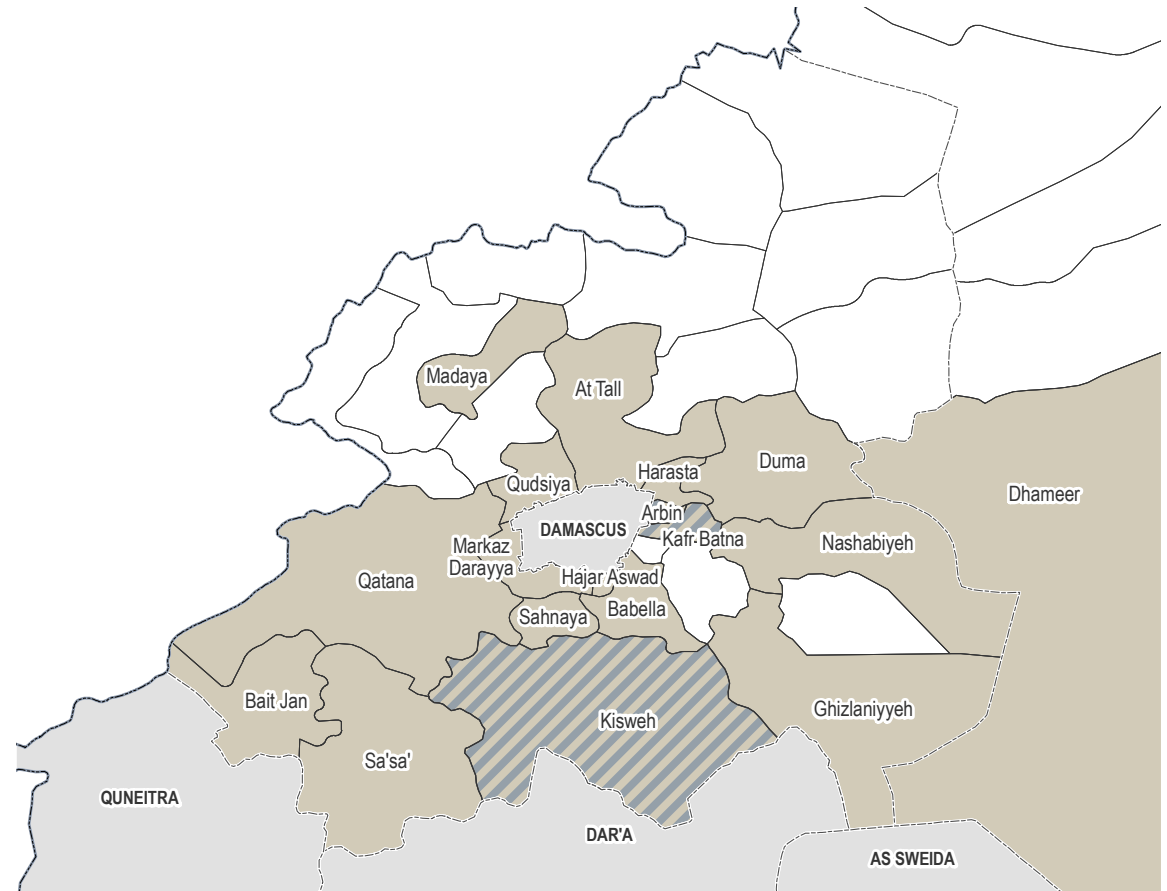 Madaya
At Tall
Harasta
Duma
Qudsiya
Dhameer
Arbin
DAMASCUS
Kafr Batna
Nashabiyeh
Markaz
Darayya
Qatana
Hajar Aswad
Babella
Sahnaya
Bait Jan
Ghizlaniyyeh
Kisweh
Sa'sa'
QUNEITRA
DAR'A
AS SWEIDA